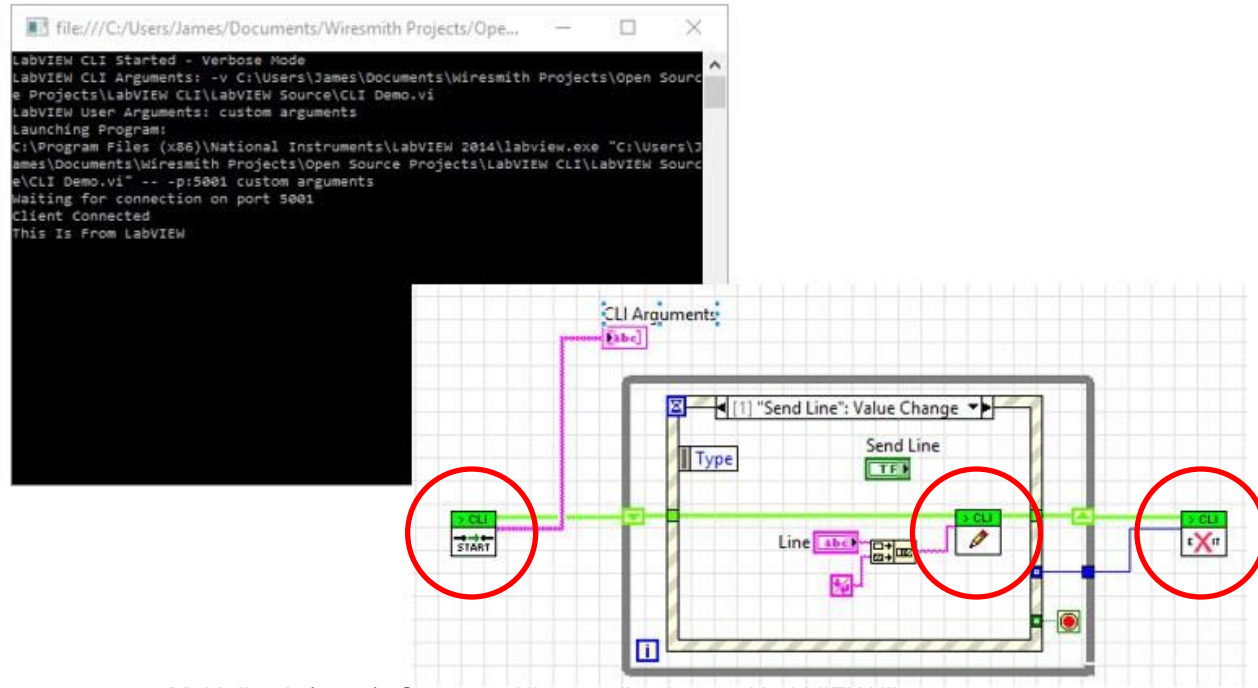 file:///C:/Users/James/Documents/Wiresmith Projects/Ope...
LabVIEW CLI Started - Verbose Mode
LabVIEW CLI Arguments: -v C:\Users\James\Documents\Wiresmith Projects\Open Sourc
e Projects\LabVIEW CLI\LabVIEW Source\CLI Demo.vi
LabVIEW User Arguments: custom arguments
Launching Program:
C:\Program Files (x86)\National Instruments\LabVIEW 2014\labview.exe "C:\Users\J
ames\Documents\Wiresmith Projects\Open Source Projects\LabVIEW CLI\LabVIEW Sourc
e\CLI Demo.vi" -- -p:5001 custom arguments
Waiting for connection on port 5001
Client Connected
This Is From LabVIEW
CLI Arguments
abc
[1] "Send Line": Value Change
Send Line
TF
Type
> CLI
START
Line
abc
> CLI
> CLI
EXIT
i